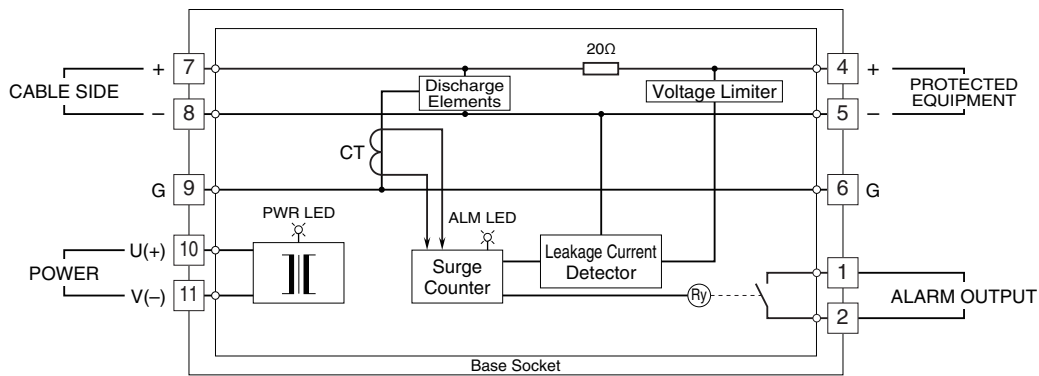 20Ω
+ 7
4 +
CABLE SIDE
Discharge
Elements
Voltage Limiter
PROTECTED
EQUIPMENT
– 8
5 –
CT
G 9
6 G
PWR LED
ALM LED
U(+) 10
POWER
V(–) 11
Surge
Counter
Leakage Current
Detector
Ry
1
ALARM OUTPUT
2
Base Socket